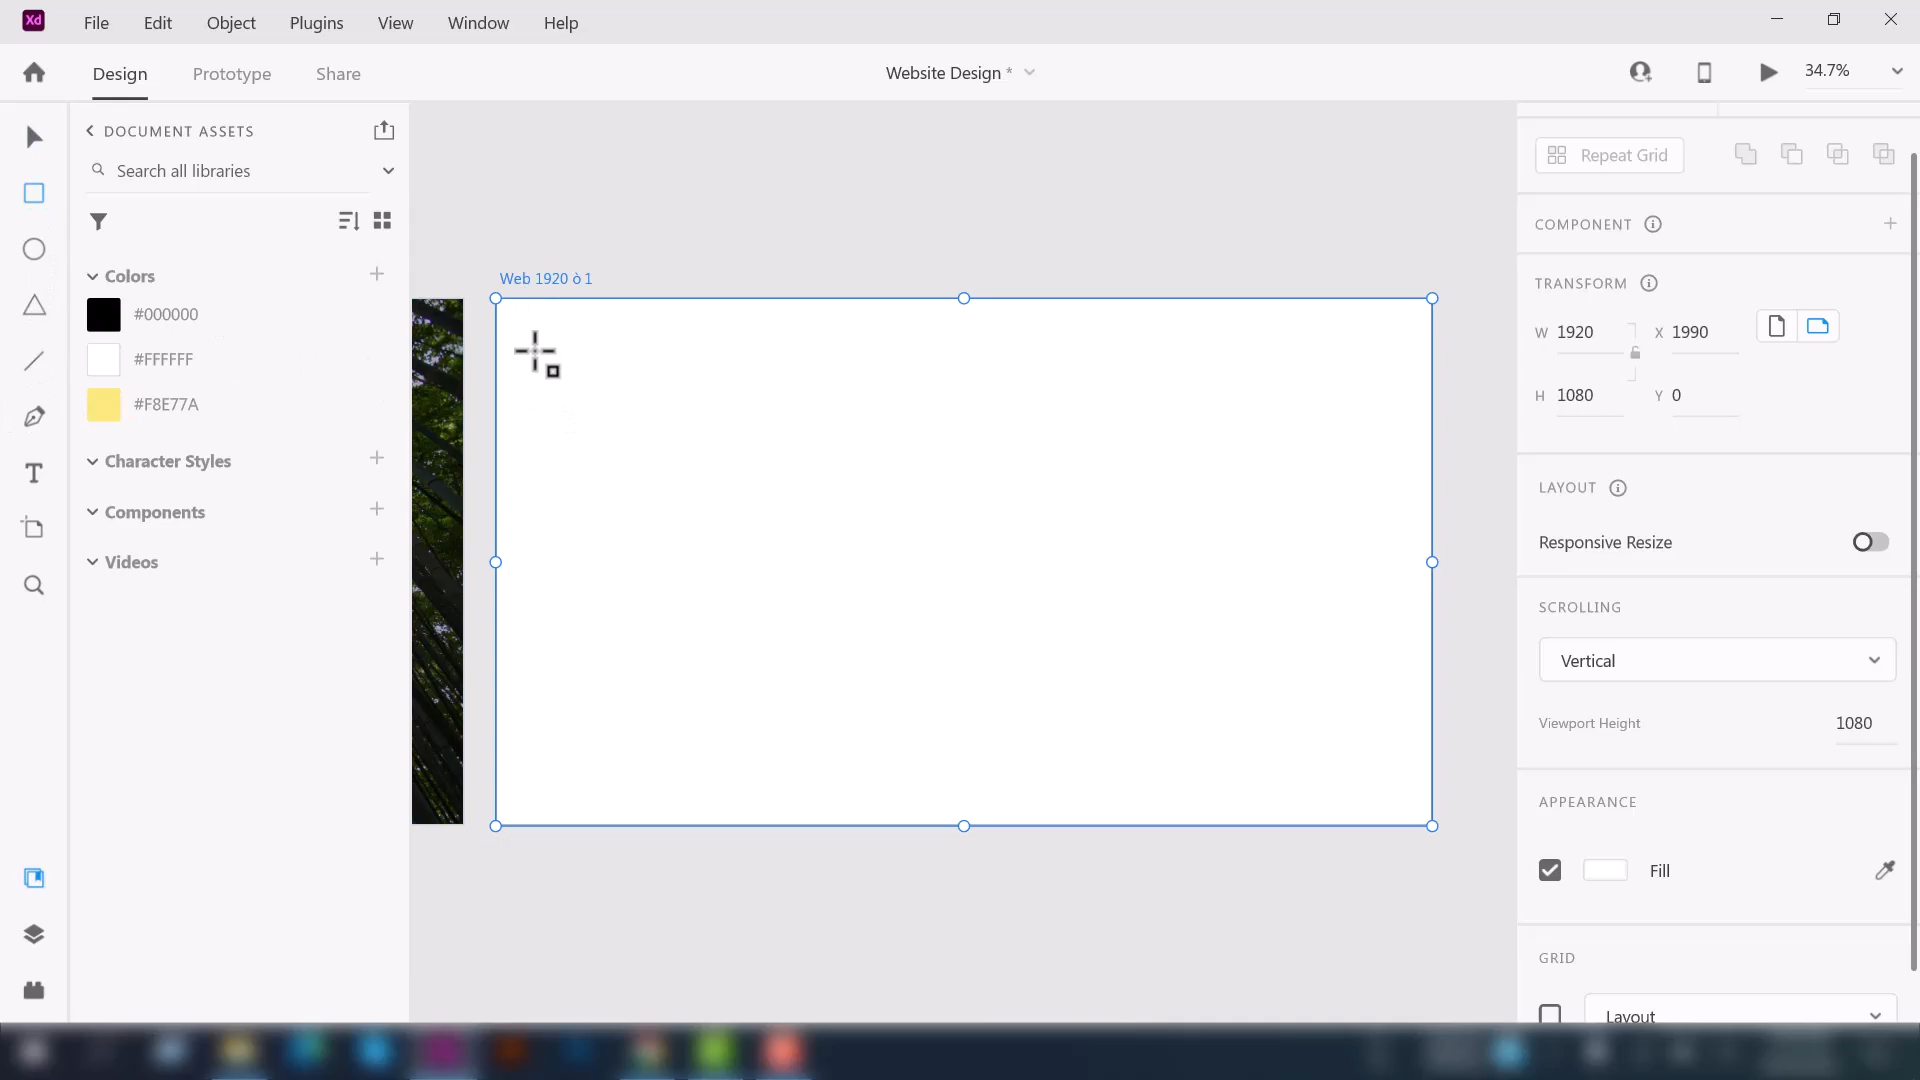 Xd File Edit Object Plugins View Window Help
Design Prototype Share Website Design * 34.7%
DOCUMENT ASSETS
Search all libraries
Colors
#000000
#FFFFFF
#F8E77A
Character Styles
Components
Videos
Web 1920 ò 1
Repeat Grid
COMPONENT
TRANSFORM
W 1920 X 1990
H 1080 Y 0
LAYOUT
Responsive Resize
SCROLLING
Vertical
Viewport Height 1080
APPEARANCE
Fill
GRID
Layout